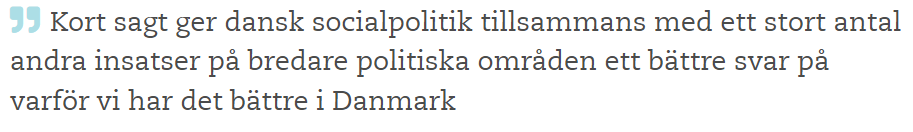 ” Kort sagt ger dansk socialpolitik tillsammans med ett stort antal
andra insatser på bredare politiska områden ett bättre svar på
varför vi har det bättre i Danmark